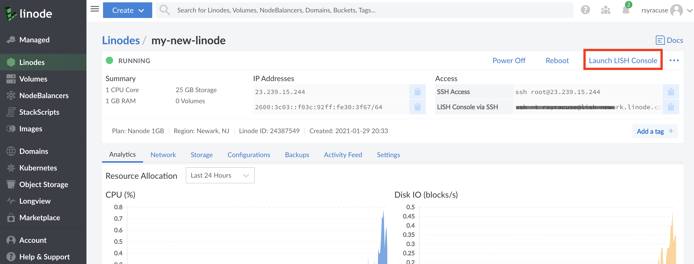 linode
Create
Search for Linodes, Volumes, NodeBalancers, Domains, Buckets, Tags...
2
rsyracuse
Managed
Linodes
Volumes
NodeBalancers
StackScripts
Images
Domains
Kubernetes
Object Storage
Longview
Marketplace
Account
Help & Support
Linodes / my-new-linode
Docs
RUNNING
Power Off
Reboot
Launch LISH Console
Summary
1 CPU Core
25 GB Storage
1 GB RAM
0 Volumes
IP Addresses
23.239.15.244
2600:3c03::f03c:92ff:fe30:3f67/64
Access
SSH Access
ssh root@23.239.15.244
LISH Console via SSH
rk.linode.c
Plan: Nanode 1GB
Region: Newark, NJ
Linode ID: 24387549
Created: 2021-01-29 20:33
Add a tag +
Analytics
Network
Storage
Configurations
Backups
Activity Feed
Settings
Resource Allocation
Last 24 Hours
CPU (%)
0.8
0.7
0.6
0.5
0.4
0.3
Disk IO (blocks/s)
0.5
0.45
0.4
0.35
0.3
0.25
0.2